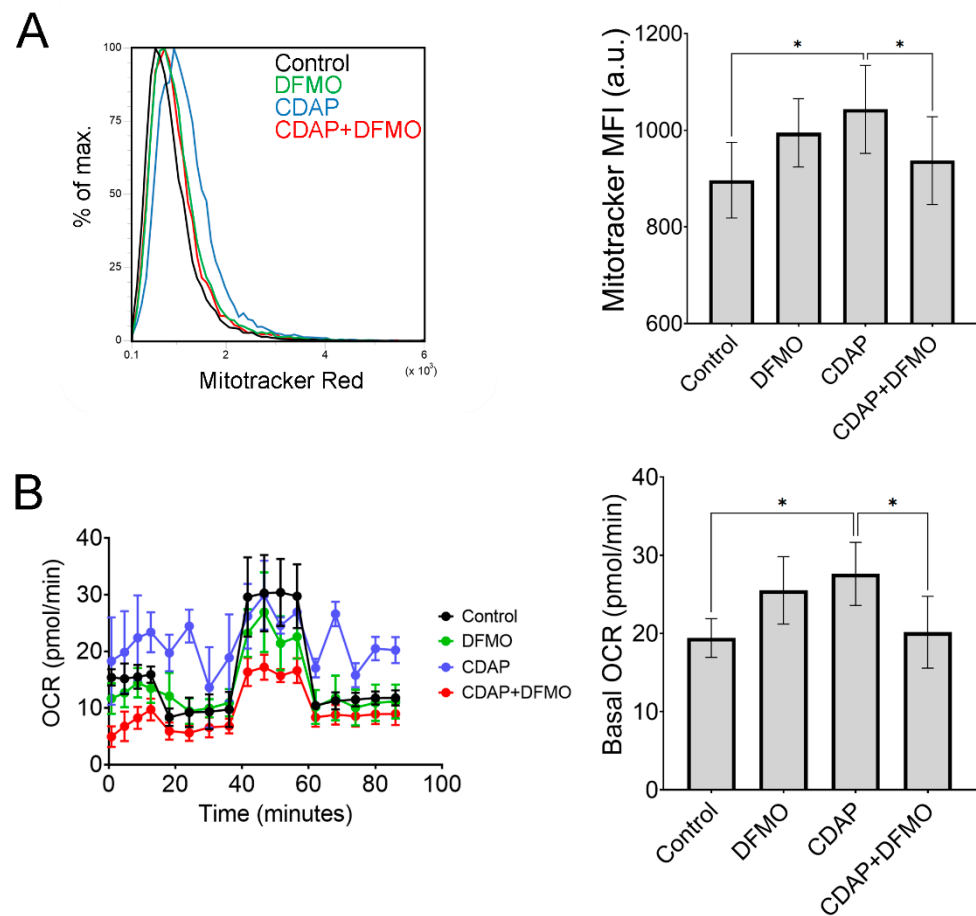 A
% of max.
100
75
50
25
0
0.1
2
4
6
(x 10³)
Mitotracker Red
Control
DFMO
CDAP
CDAP+DFMO
Mitotracker MFI (a.u.)
1200
1000
800
600
*
*
Control
DFMO
CDAP
CDAP+DFMO
B
OCR (pmol/min)
40
30
20
10
0
0
20
40
60
80
100
Time (minutes)
Control
DFMO
CDAP
CDAP+DFMO
Basal OCR (pmol/min)
40
30
20
10
0
*
*
Control
DFMO
CDAP
CDAP+DFMO